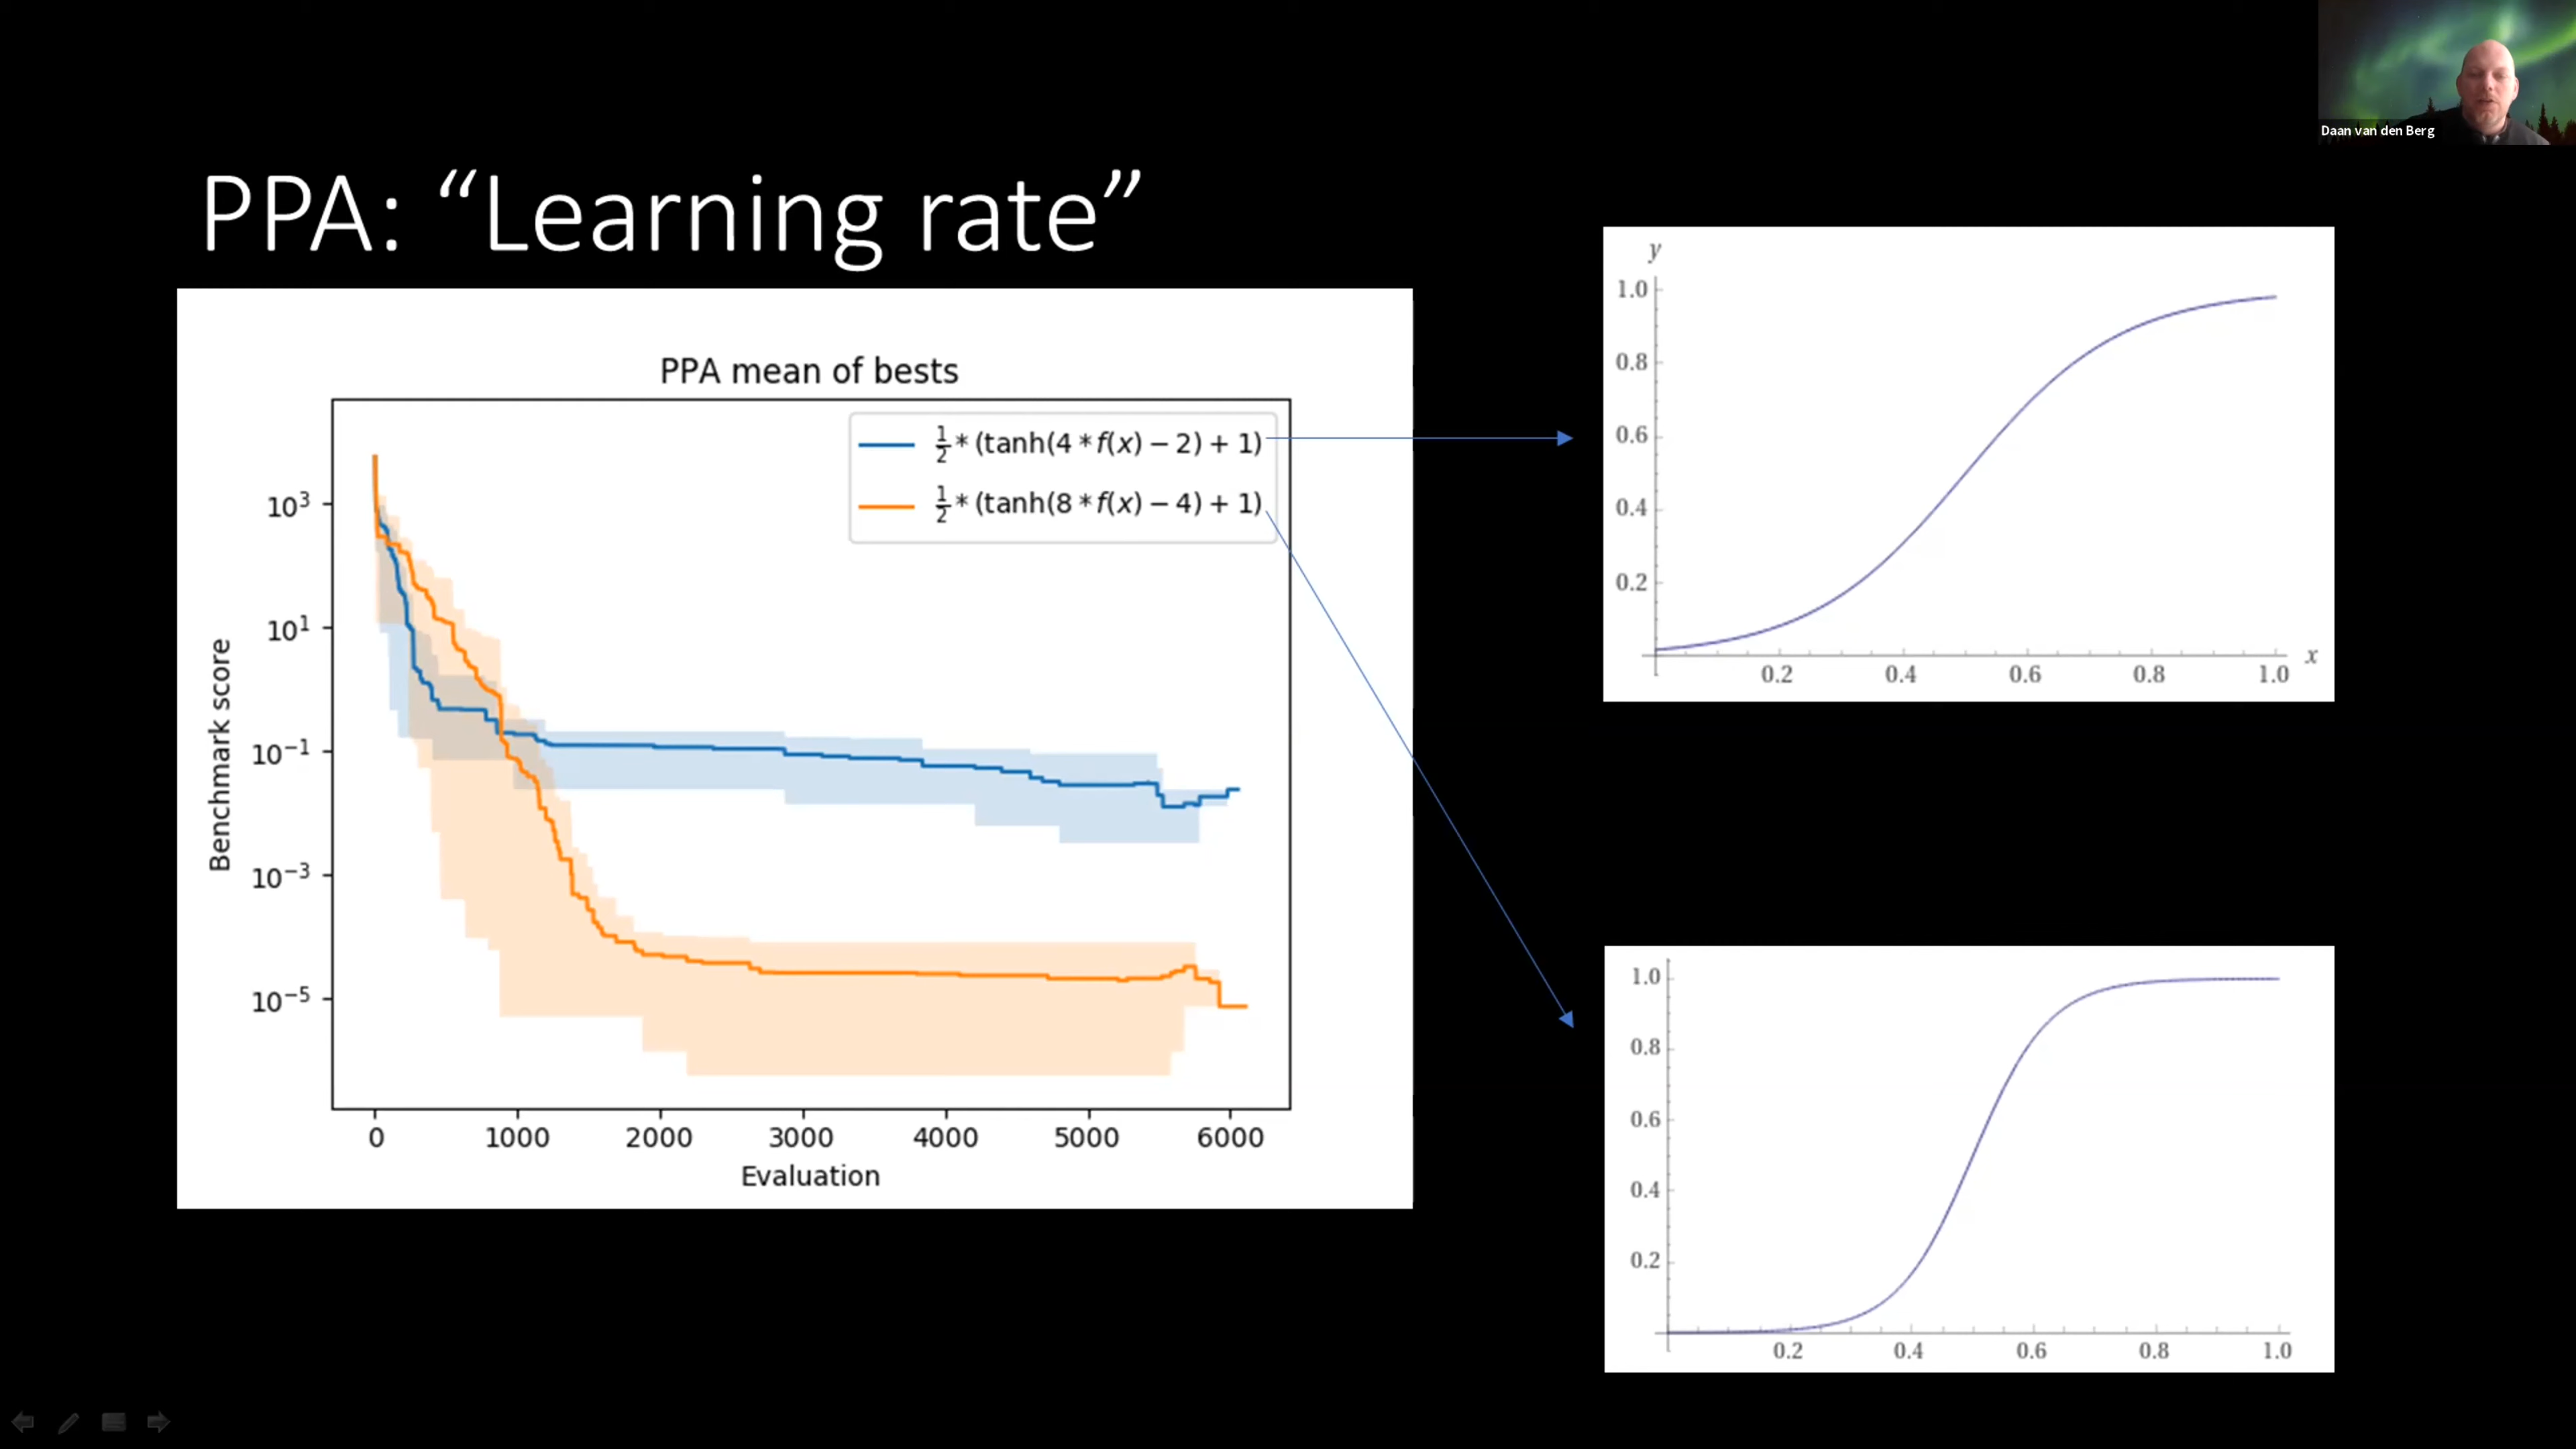 Daan van den Berg
PPA: “Learning rate”
PPA mean of bests
½ * (tanh(4 * f(x) − 2) + 1)
½ * (tanh(8 * f(x) − 4) + 1)
Benchmark score
10³
10¹
10⁻¹
10⁻³
10⁻⁵
0 1000 2000 3000 4000 5000 6000
Evaluation
y
1.0
0.8
0.6
0.4
0.2
0.2 0.4 0.6 0.8 1.0 x
1.0
0.8
0.6
0.4
0.2
0.2 0.4 0.6 0.8 1.0